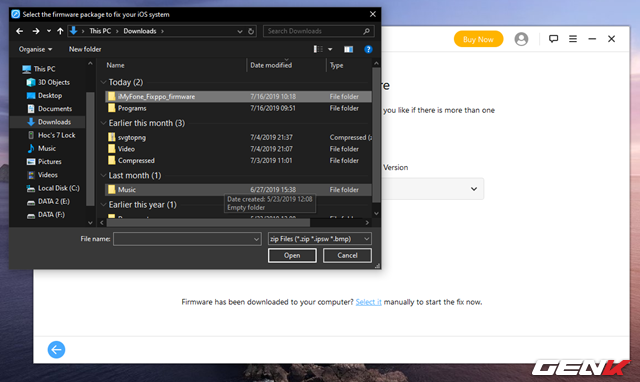 Select the firmware package to fix your iOS system
This PC > Downloads >
Search Downloads
Organise
New folder
This PC
3D Objects
Desktop
Documents
Downloads
Hoc's 7 Lock
Music
Pictures
Videos
Local Disk (C:)
DATA 2 (E:)
DATA (F:)
Name Date modified Type
Today (2)
iMyFone_Fixppo_firmware 7/16/2019 10:18 File folder
Programs 7/16/2019 09:51 File folder
Earlier this month (3)
svgtopng 7/4/2019 21:37 Compressed (z
Video 7/4/2019 21:07 File folder
Compressed 7/3/2019 11:01 File folder
Last month (1)
Music 6/27/2019 15:38 File folder
Date created: 5/23/2019 12:08
Empty folder
Earlier this year (1)
File name:
zip Files (*.zip *.ipsw *.bmp)
Open
Cancel
Buy Now
re
you like if there is more than one
Version
Firmware has been downloaded to your computer? Select it manually to start the fix now.
GENK